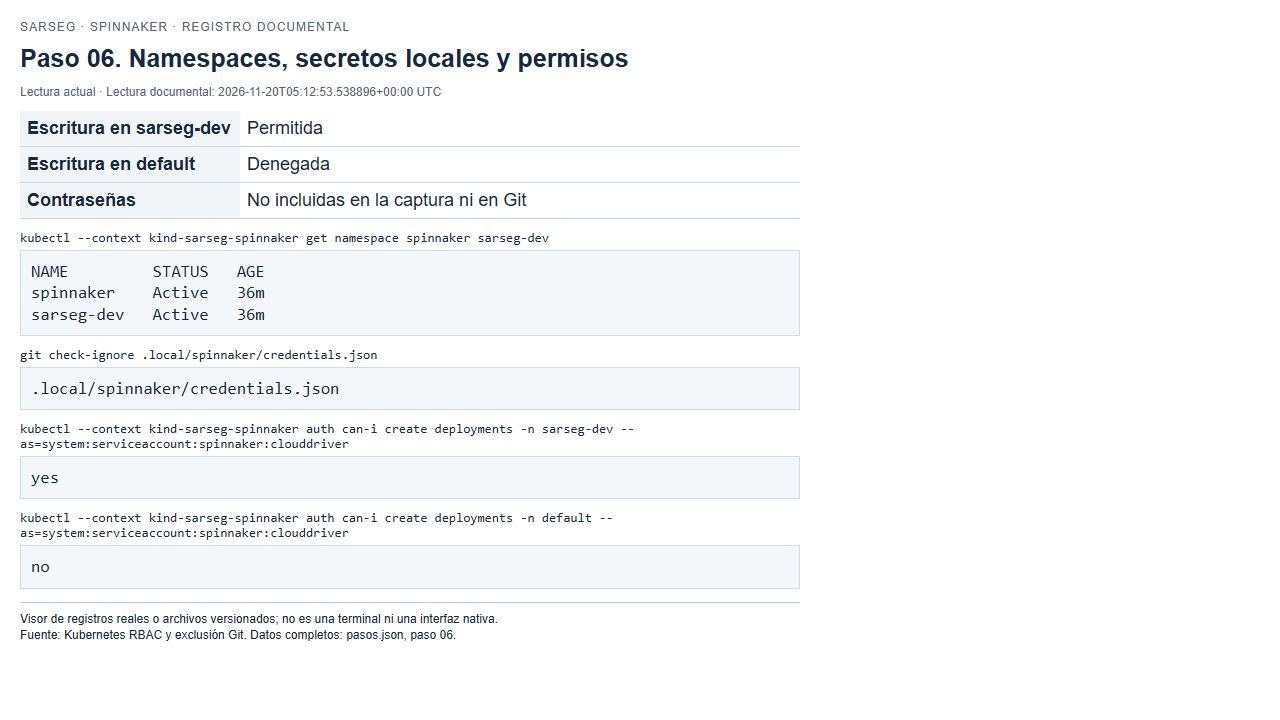 SARSEG · SPINNAKER · REGISTRO DOCUMENTAL
Paso 06. Namespaces, secretos locales y permisos
Lectura actual · Lectura documental: 2026-11-20T05:12:53.538896+00:00 UTC
Escritura en sarseg-dev Permitida
Escritura en default Denegada
Contraseñas No incluidas en la captura ni en Git
kubectl --context kind-sarseg-spinnaker get namespace spinnaker sarseg-dev
NAME STATUS AGE
spinnaker Active 36m
sarseg-dev Active 36m
git check-ignore .local/spinnaker/credentials.json
.local/spinnaker/credentials.json
kubectl --context kind-sarseg-spinnaker auth can-i create deployments -n sarseg-dev --
as=system:serviceaccount:spinnaker:clouddriver
yes
kubectl --context kind-sarseg-spinnaker auth can-i create deployments -n default --
as=system:serviceaccount:spinnaker:clouddriver
no
Visor de registros reales o archivos versionados; no es una terminal ni una interfaz nativa.
Fuente: Kubernetes RBAC y exclusión Git. Datos completos: pasos.json, paso 06.